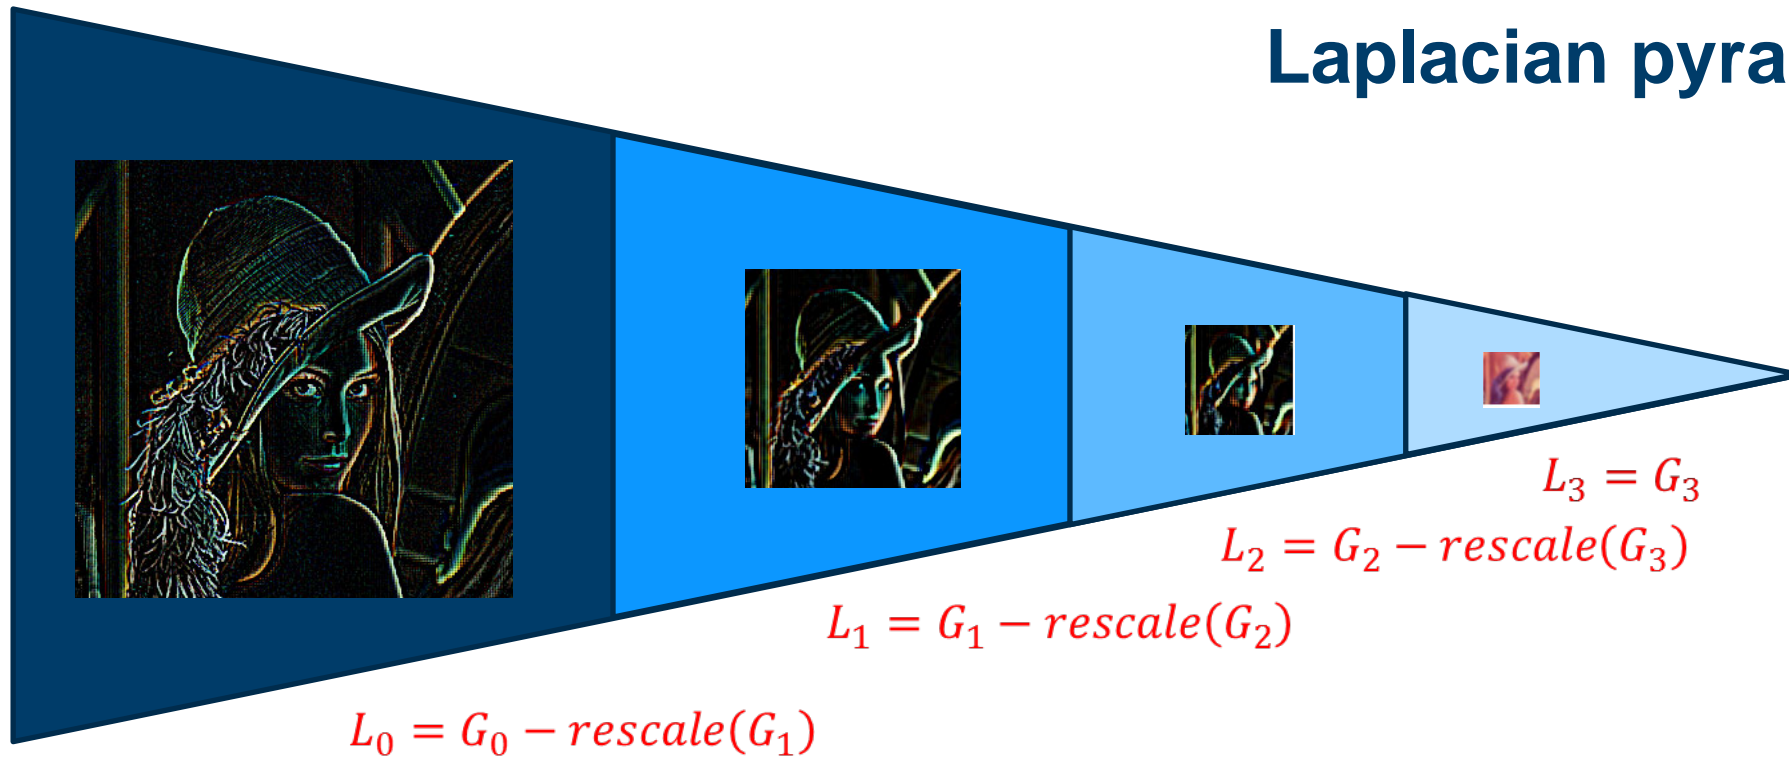 Laplacian pyra
L₃ = G₃
L₂ = G₂ − rescale(G₃)
L₁ = G₁ − rescale(G₂)
L₀ = G₀ − rescale(G₁)